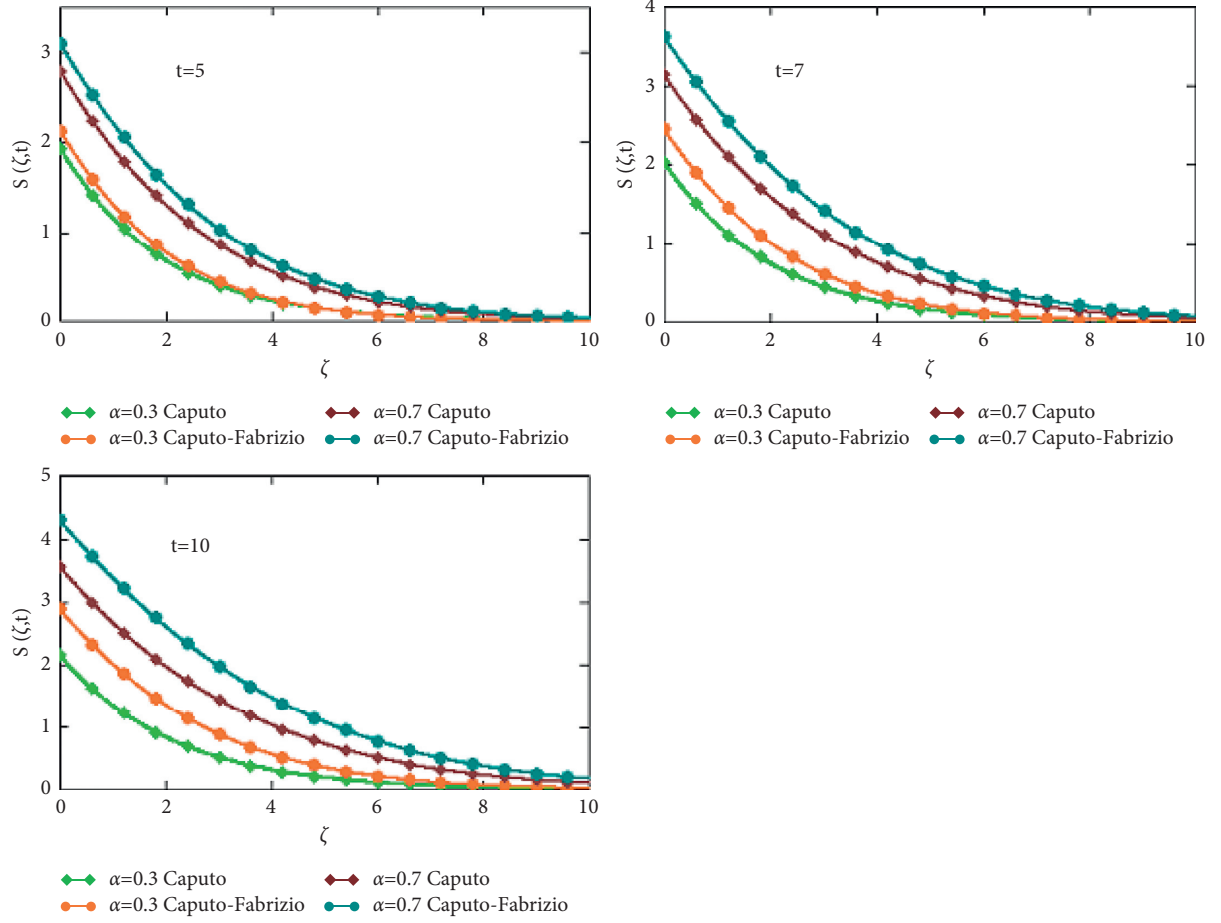 3
2
1
0
S (ζ,t)
t=5
0 2 4 6 8 10
ζ
α=0.3 Caputo α=0.7 Caputo
α=0.3 Caputo-Fabrizio α=0.7 Caputo-Fabrizio
4
3
2
1
0
S (ζ,t)
t=7
0 2 4 6 8 10
ζ
α=0.3 Caputo α=0.7 Caputo
α=0.3 Caputo-Fabrizio α=0.7 Caputo-Fabrizio
5
4
3
2
1
0
S (ζ,t)
t=10
0 2 4 6 8 10
ζ
α=0.3 Caputo α=0.7 Caputo
α=0.3 Caputo-Fabrizio α=0.7 Caputo-Fabrizio